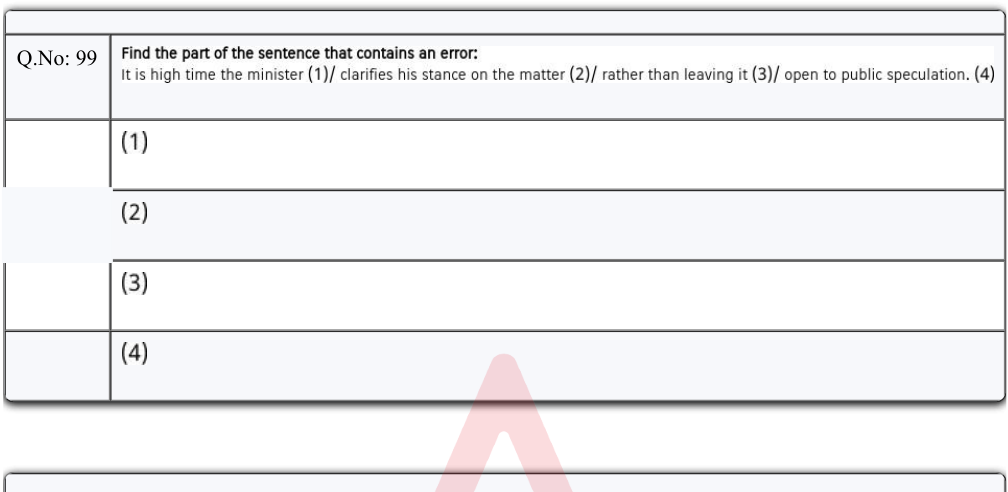 Q.No: 99
Find the part of the sentence that contains an error:
It is high time the minister (1)/ clarifies his stance on the matter (2)/ rather than leaving it (3)/ open to public speculation. (4)
(1)
(2)
(3)
(4)